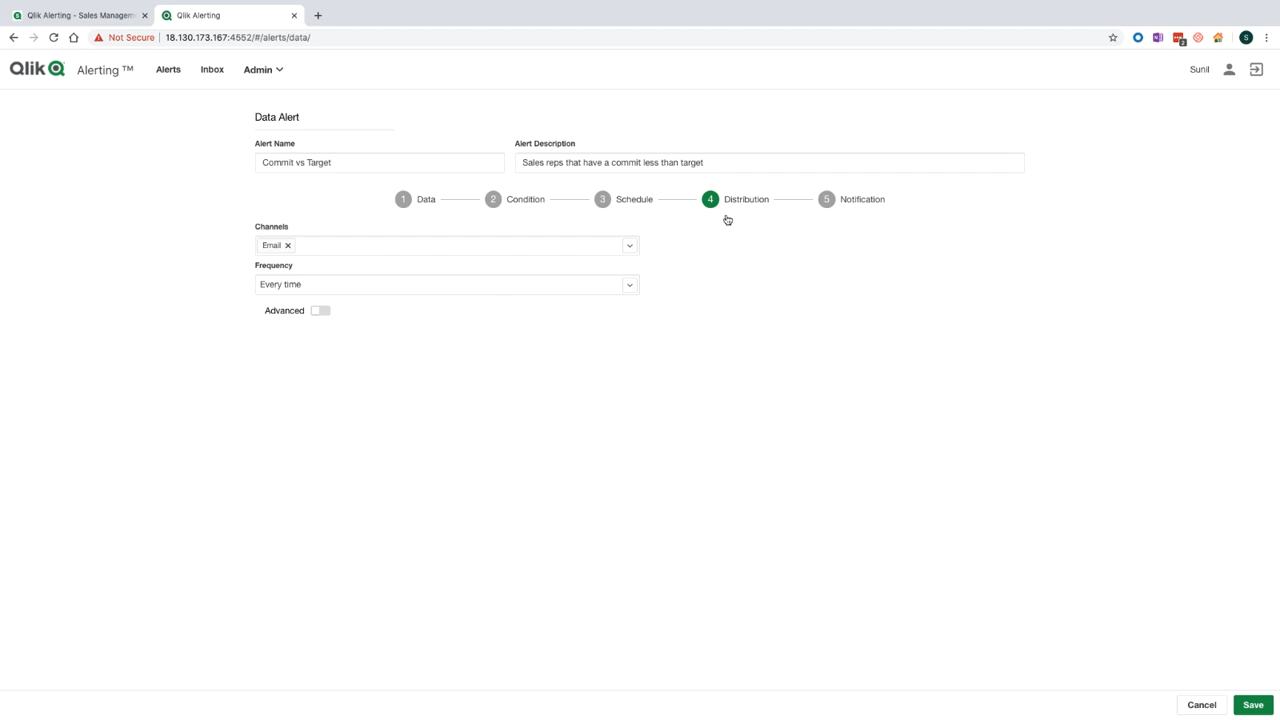 Qlik Alerting - Sales Managem
Qlik Alerting
Not Secure 18.130.173.167:4552/#/alerts/data/
2
S
Qlik Alerting ™ Alerts Inbox Admin Sunil
Data Alert
Alert Name Alert Description
Commit vs Target Sales reps that have a commit less than target
1 Data 2 Condition 3 Schedule 4 Distribution 5 Notification
Channels
Email
Frequency
Every time
Advanced
Cancel Save